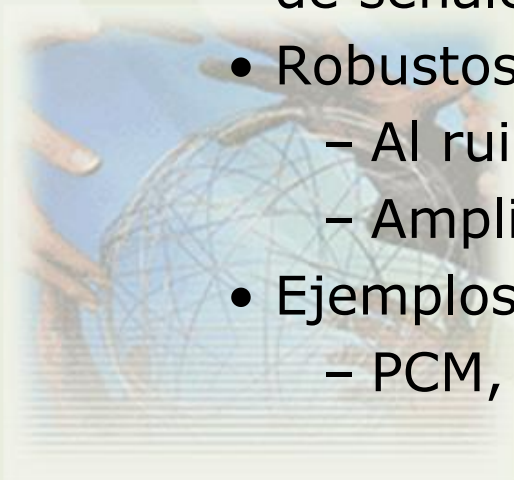 • Robustos
– Al rui
– Ampli
• Ejemplos
– PCM,